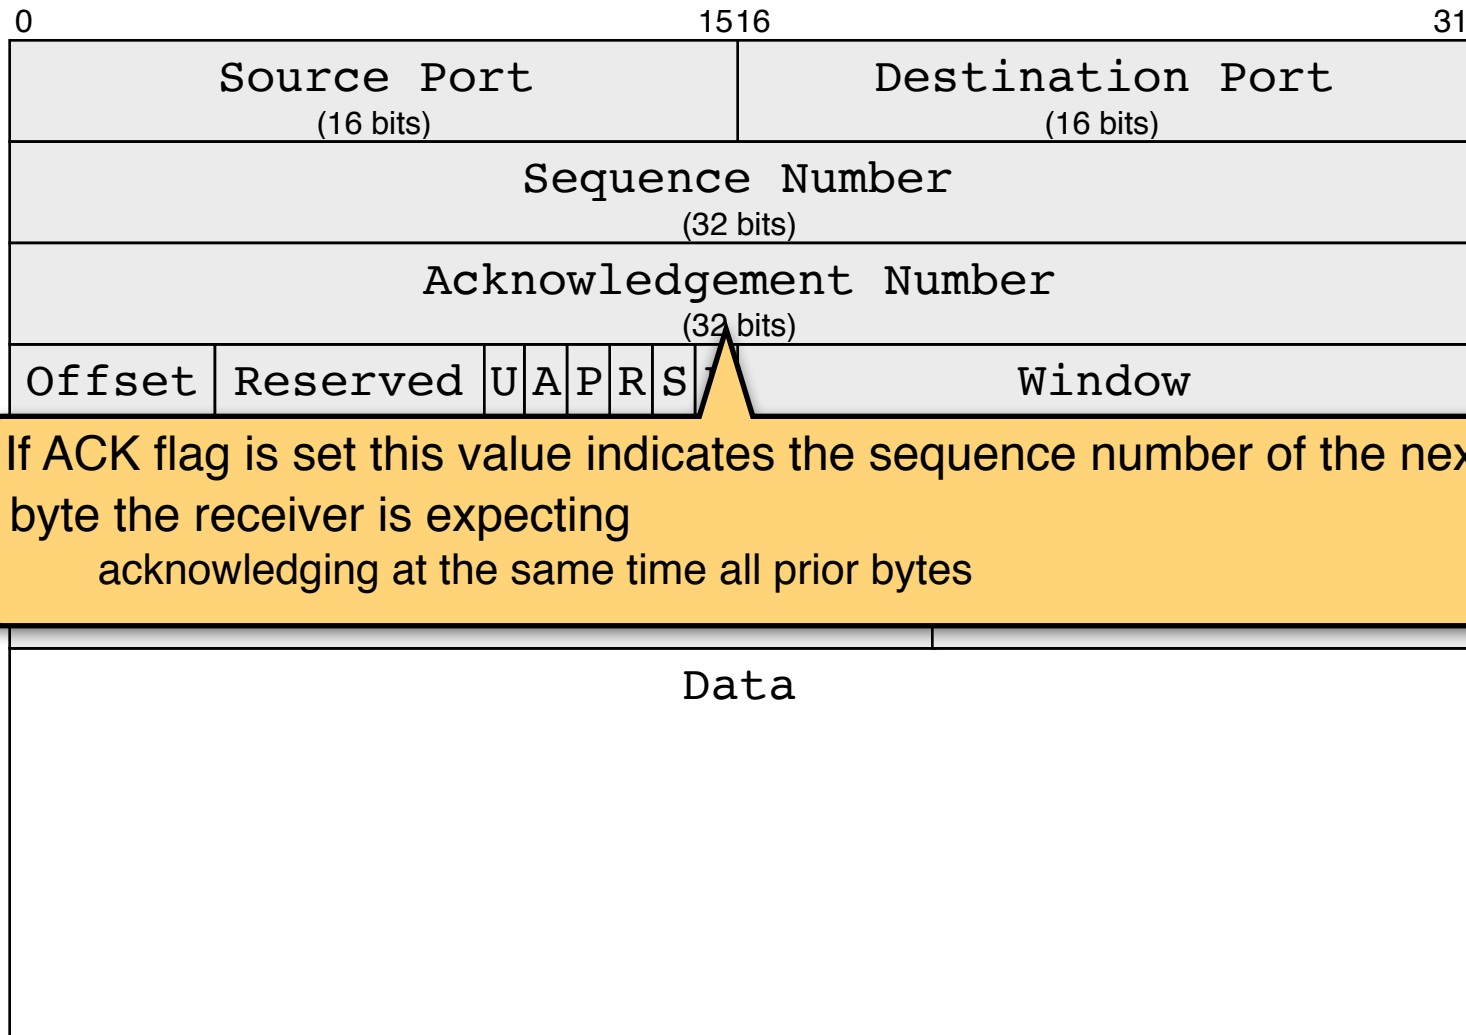 0 15 16 31
Source Port Destination Port
(16 bits) (16 bits)
Sequence Number
(32 bits)
Acknowledgement Number
(32 bits)
Offset Reserved U A P R S Window
If ACK flag is set this value indicates the sequence number of the
byte the receiver is expecting
acknowledging at the same time all prior bytes
Data